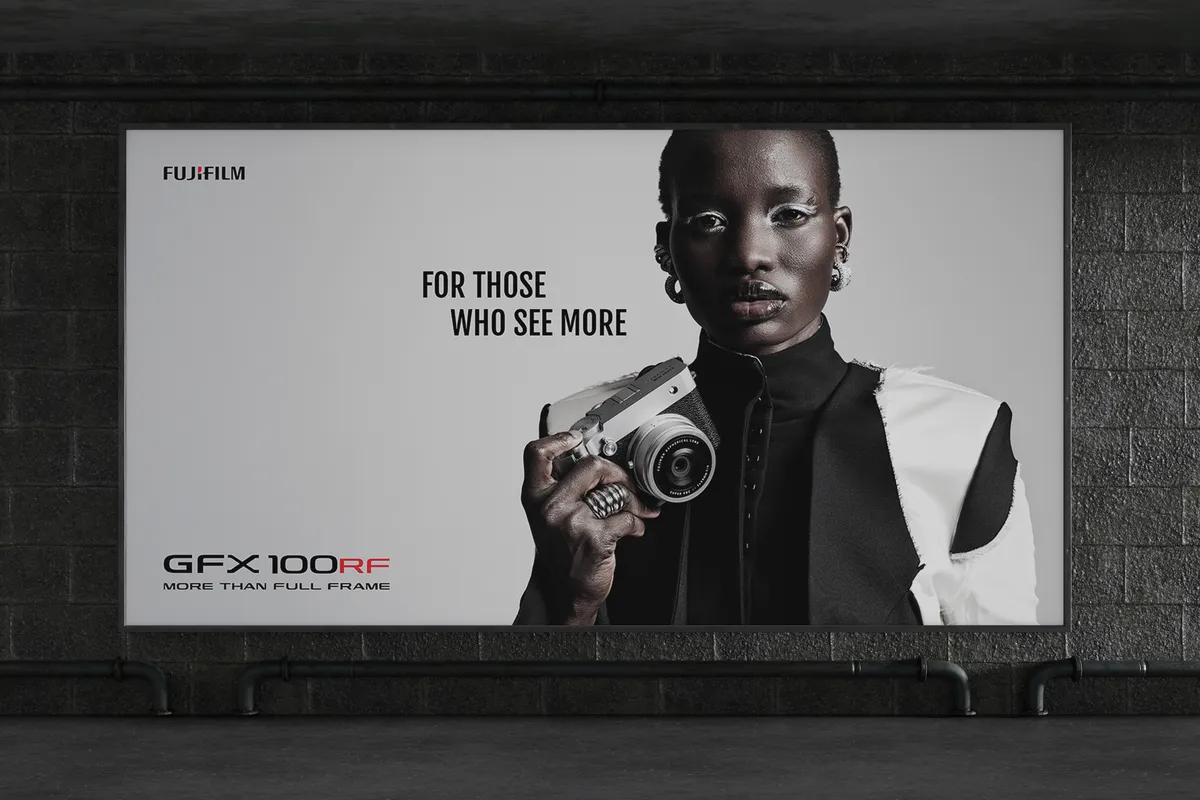 FUJIFILM
FOR THOSE
WHO SEE MORE
GFX 100RF
MORE THAN FULL FRAME